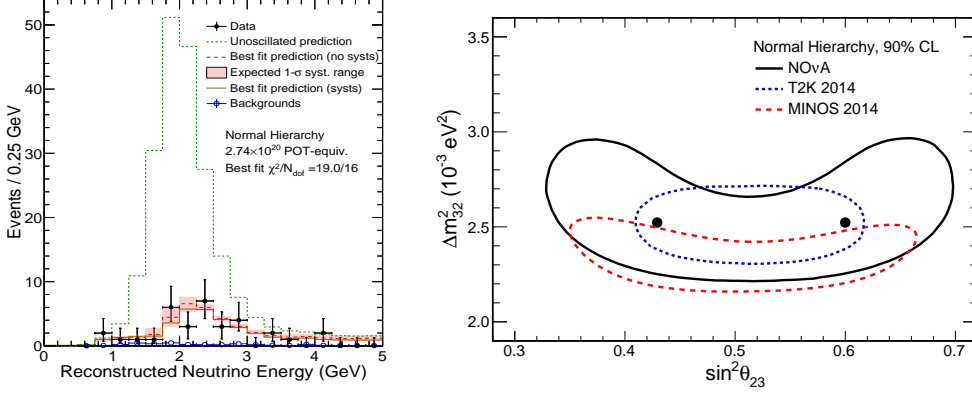 Events / 0.25 GeV
50
40
30
20
10
0
Data
Unoscillated prediction
Best fit prediction (no systs)
Expected 1-σ syst. range
Best fit prediction (systs)
Backgrounds
Normal Hierarchy
2.74×10²⁰ POT-equiv.
Best fit χ²/N_dof =19.0/16
0 1 2 3 4 5
Reconstructed Neutrino Energy (GeV)
Δm²₃₂ (10⁻³ eV²)
3.5
3.0
2.5
2.0
Normal Hierarchy, 90% CL
NOνA
T2K 2014
MINOS 2014
0.3 0.4 0.5 0.6 0.7
sin²θ₂₃